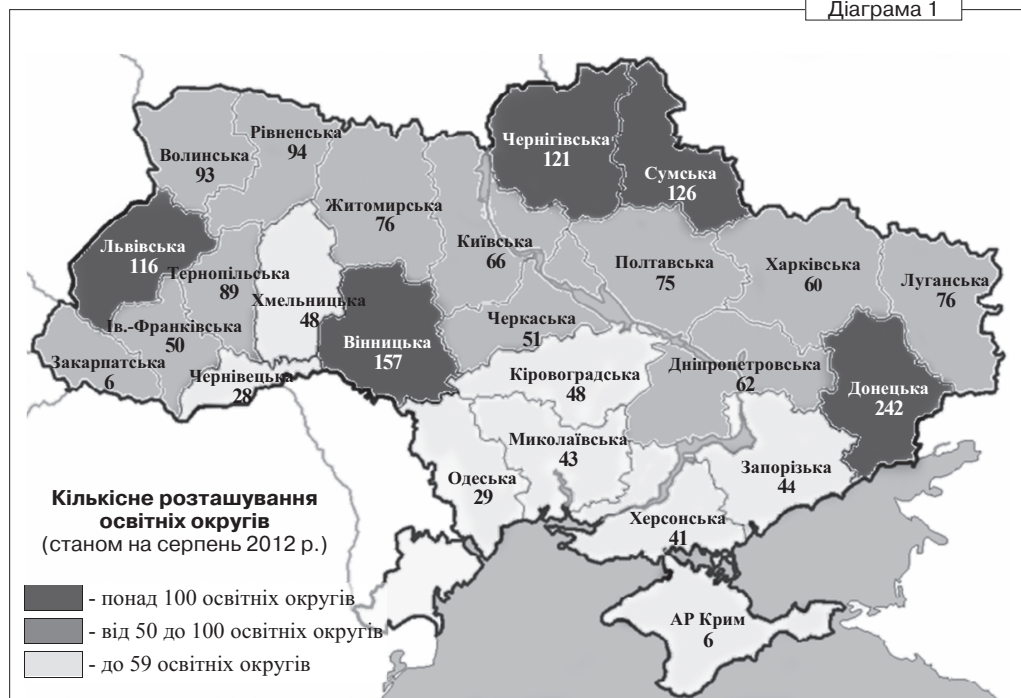 Діаграма 1
Чернігівська
121
Рівненська
94
Волинська
93
Сумська
126
Житомирська
76
Львівська
116
Київська
66
Полтавська
75
Харківська
60
Луганська
76
Тернопільська
89
Хмельницька
48
Ів.-Франківська
50
Черкаська
51
Вінницька
157
Закарпатська
6
Чернівецька
28
Кіровоградська
48
Дніпропетровська
62
Донецька
242
Миколаївська
43
Одеська
29
Запорізька
44
Херсонська
41
АР Крим
6
Кількісне розташування
освітніх округів
(станом на серпень 2012 р.)
- понад 100 освітніх округів
- від 50 до 100 освітніх округів
- до 59 освітніх округів